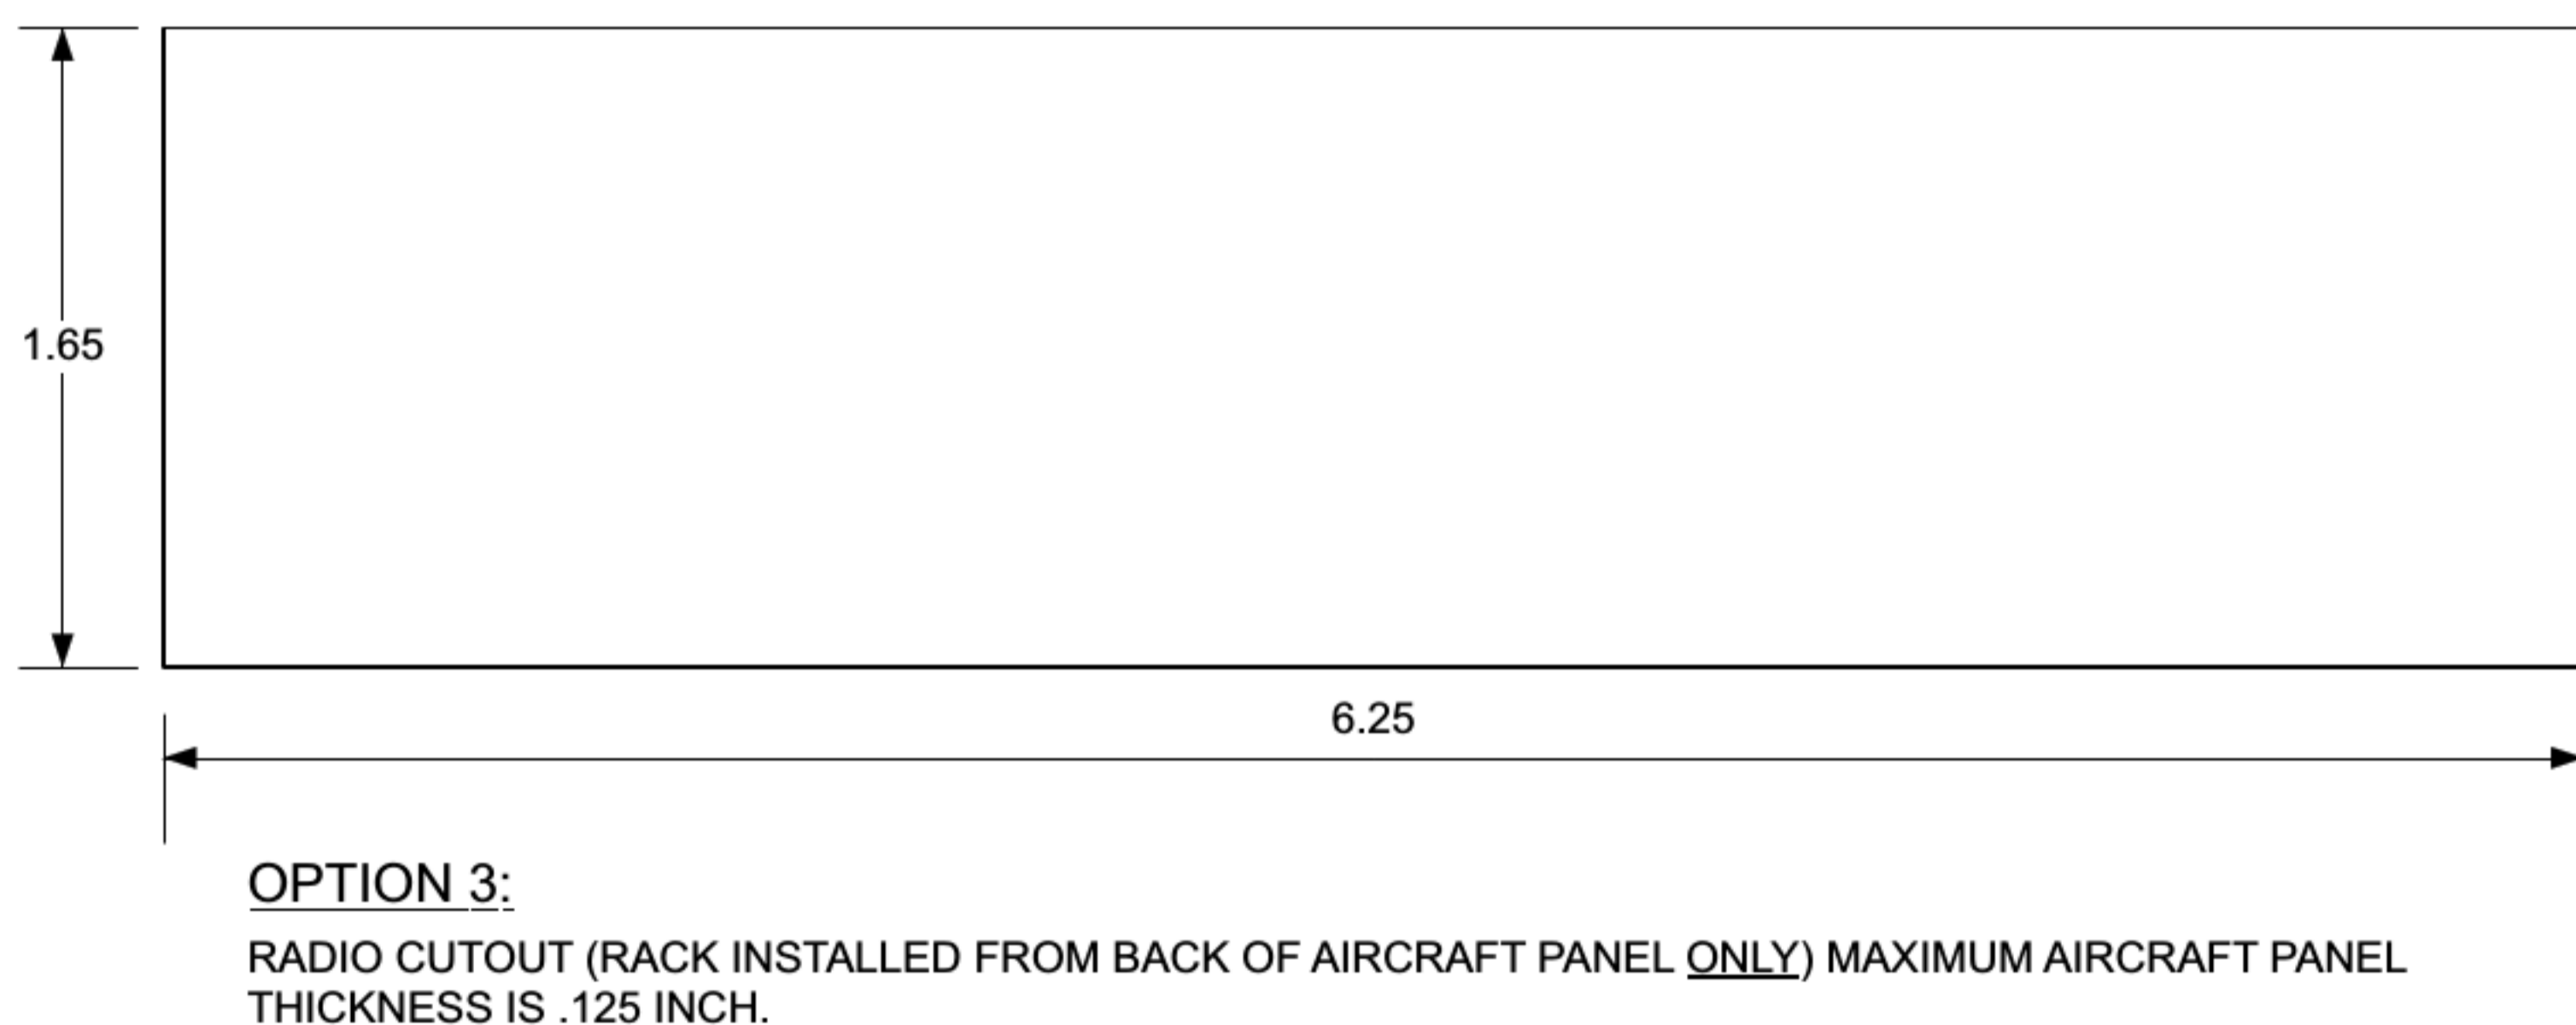 1.65
6.25
OPTION 3:
RADIO CUTOUT (RACK INSTALLED FROM BACK OF AIRCRAFT PANEL ONLY) MAXIMUM AIRCRAFT PANEL
THICKNESS IS .125 INCH.